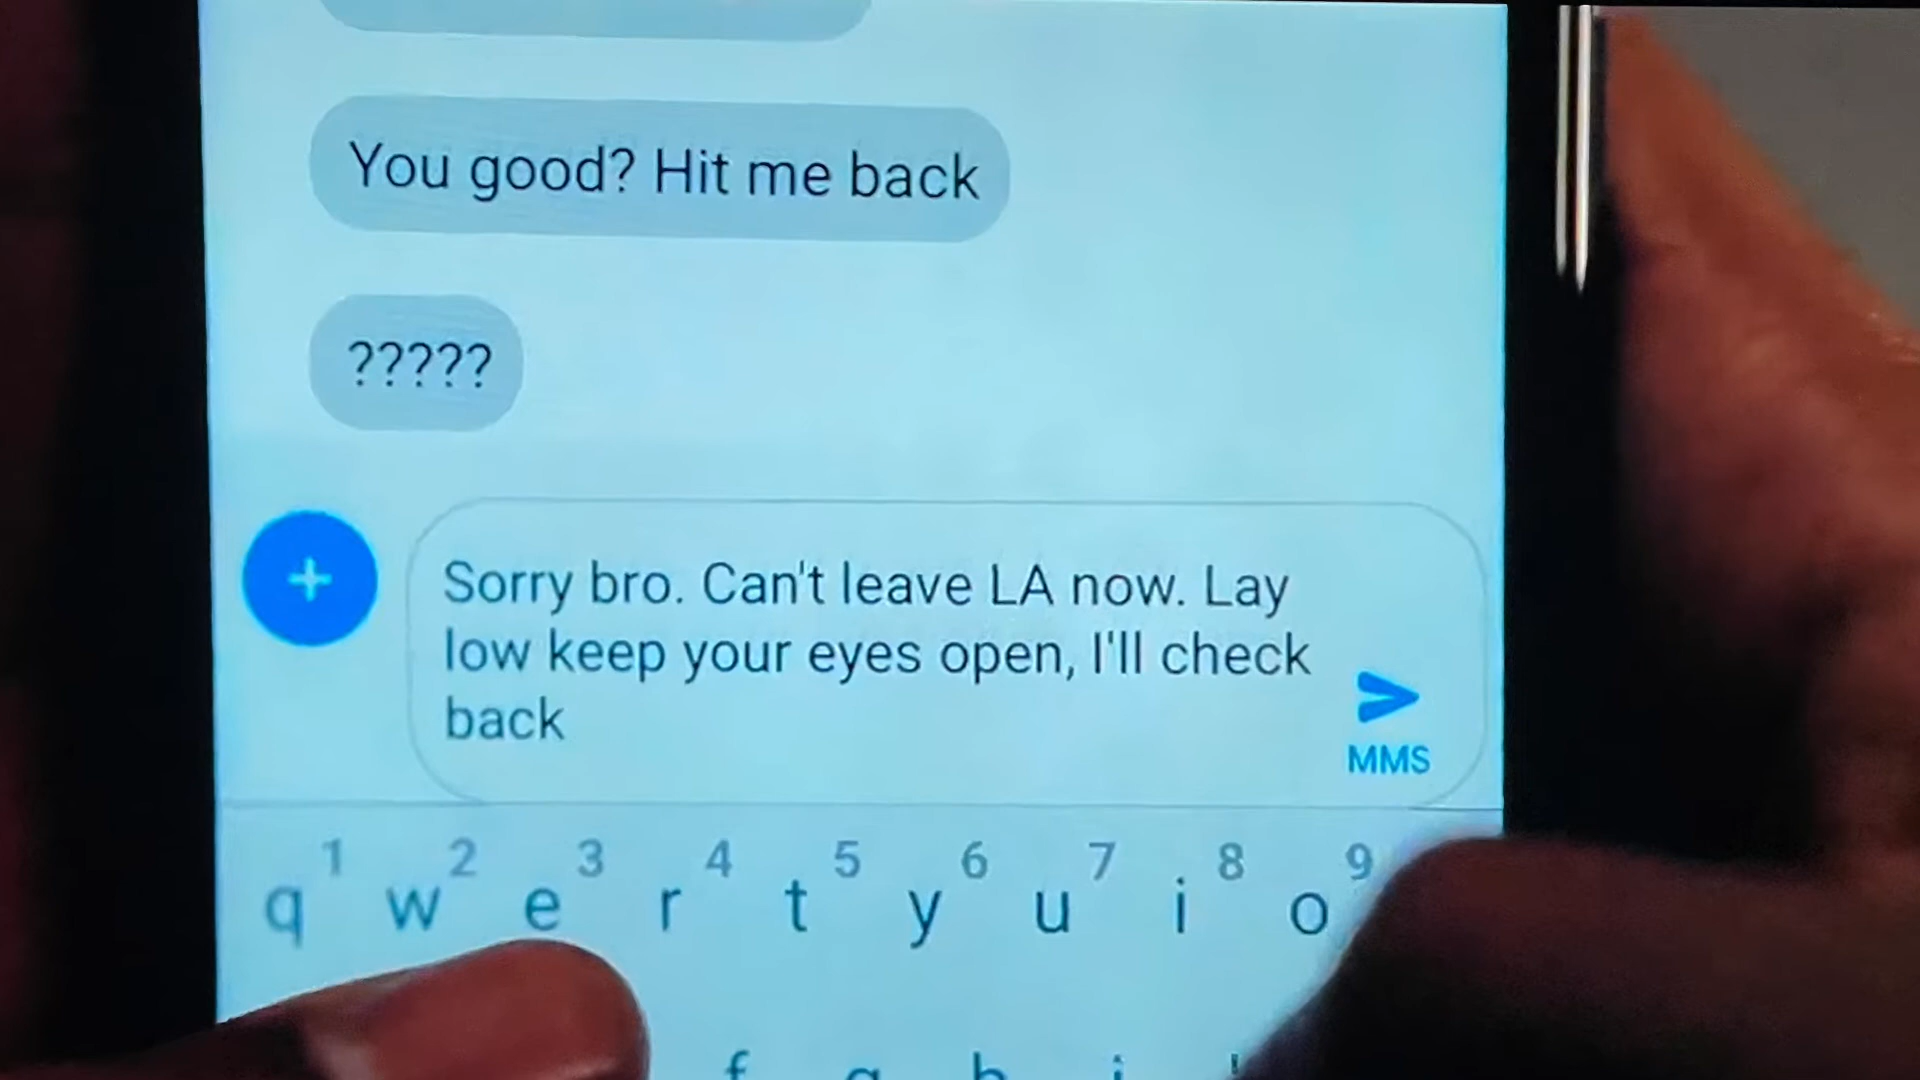 You good? Hit me back
?????
+
Sorry bro. Can't leave LA now. Lay
low keep your eyes open, I'll check
back
MMS
1 2 3 4 5 6 7 8 9
q w e r t y u i o
f g h j